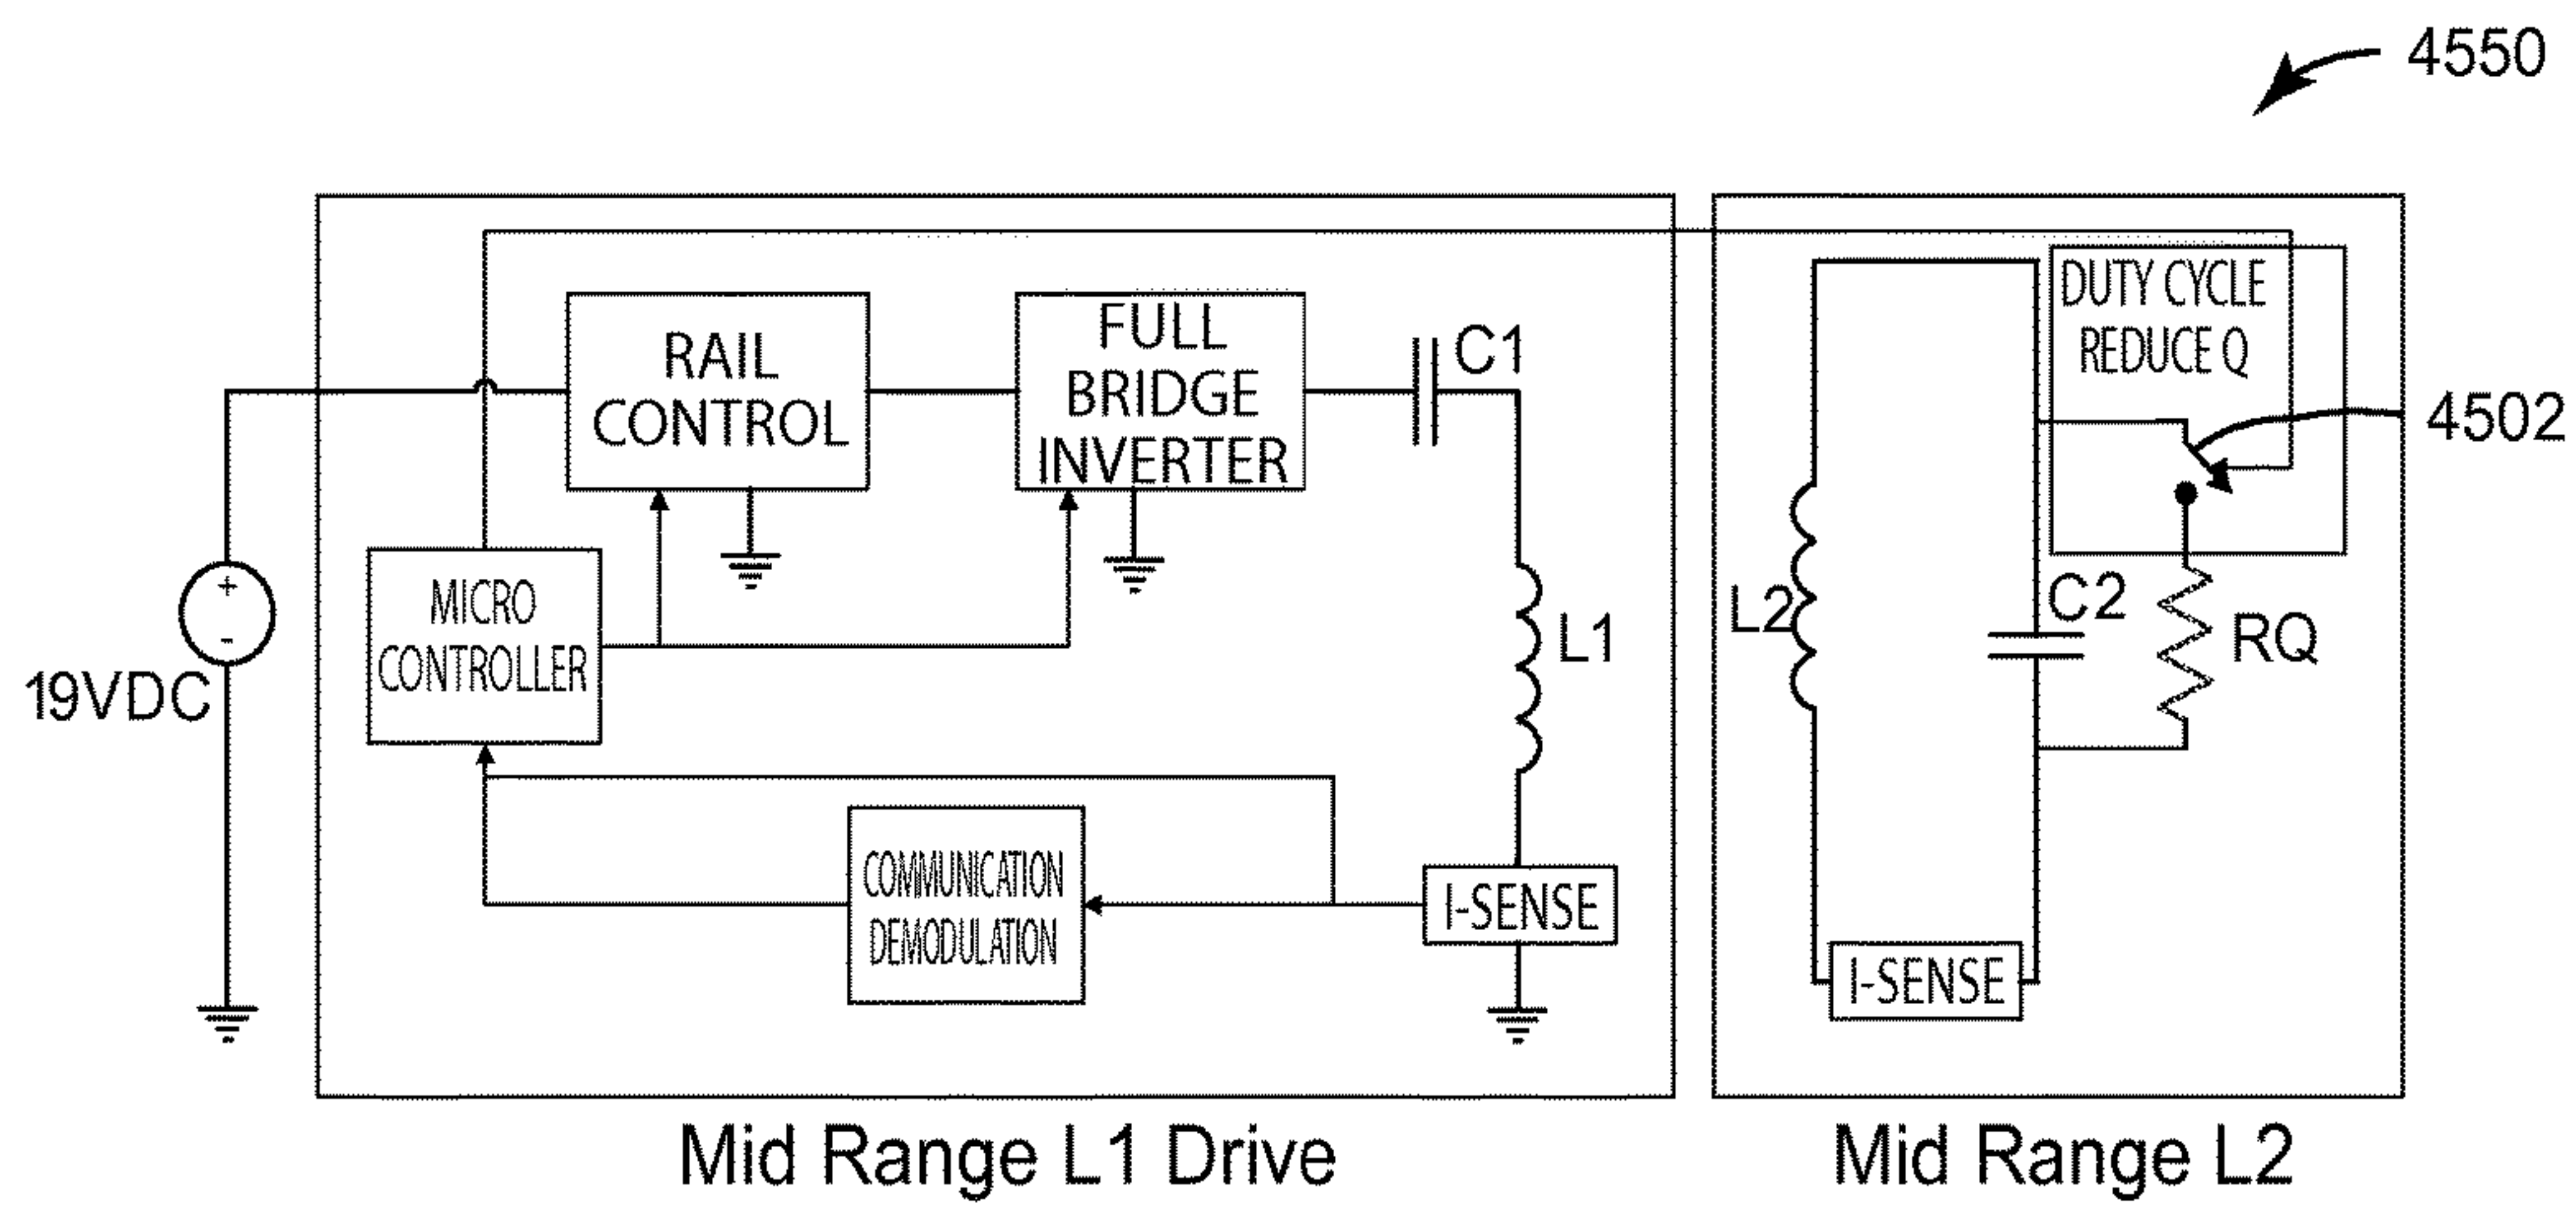 4550
DUTY CYCLE
REDUCE Q
RAIL
CONTROL
FULL
BRIDGE
INVERTER
C1
4502
MICRO
CONTROLLER
+
-
19VDC
L1
L2
C2
RQ
COMMUNICATION
DEMODULATION
I-SENSE
I-SENSE
Mid Range L1 Drive
Mid Range L2